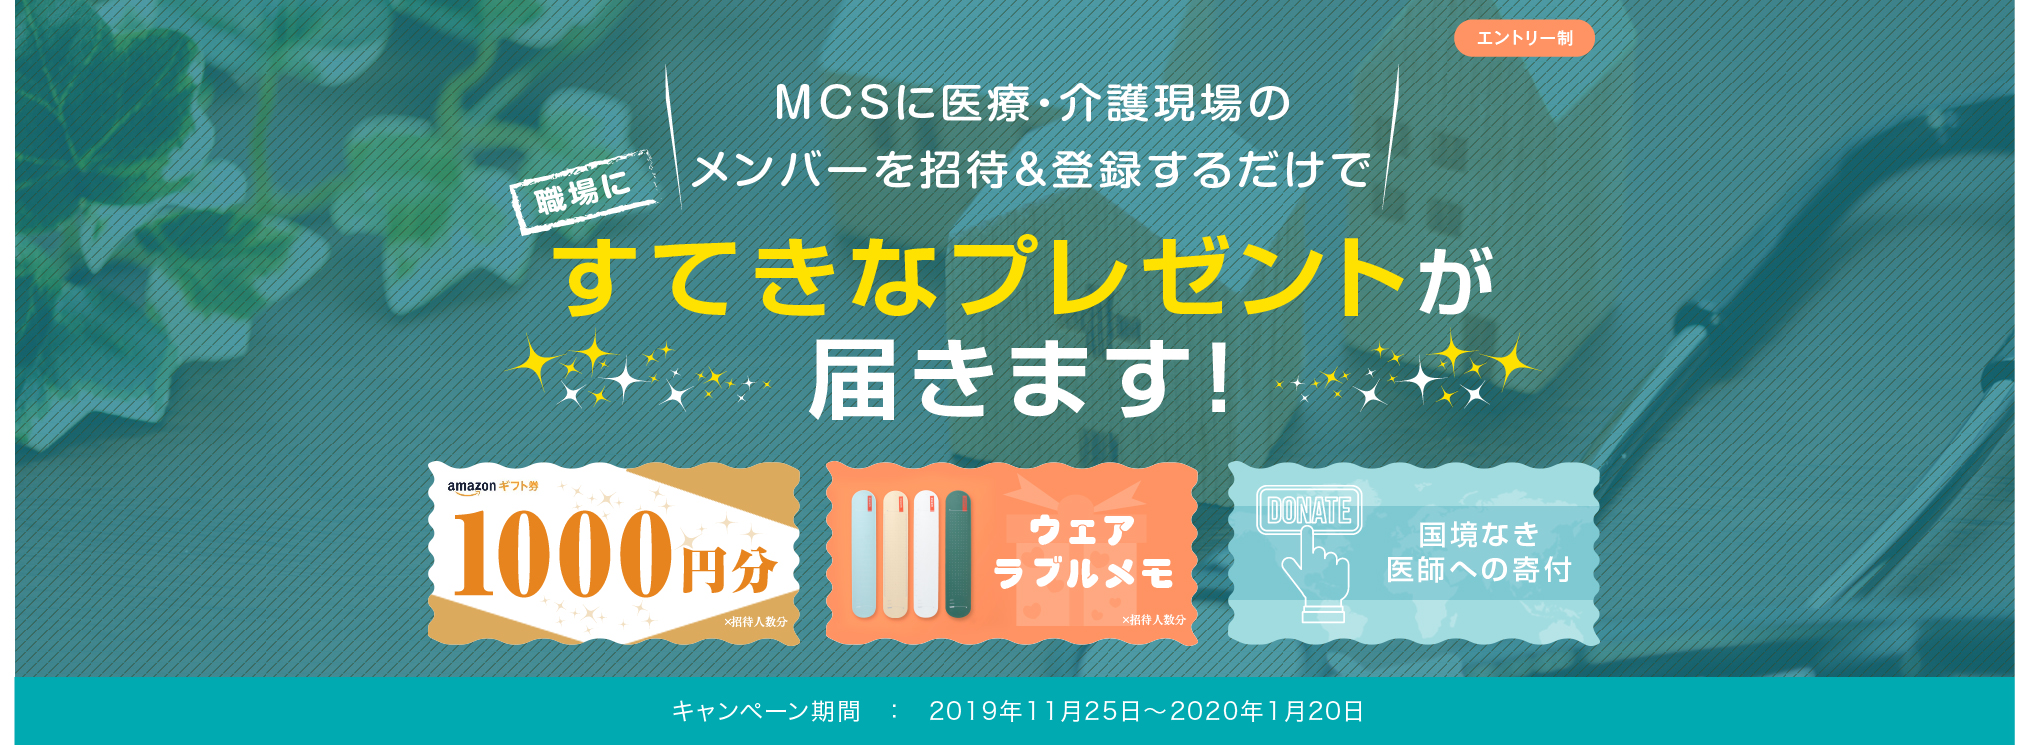 エントリー制
MCSに医療・介護現場の
メンバーを招待&登録するだけで
職場に
すてきなプレゼントが
届きます!
amazonギフト券
1000円分
×招待人数分
ウェア
ラブルメモ
×招待人数分
DONATE
国境なき
医師への寄付
キャンペーン期間 : 2019年11月25日〜2020年1月20日